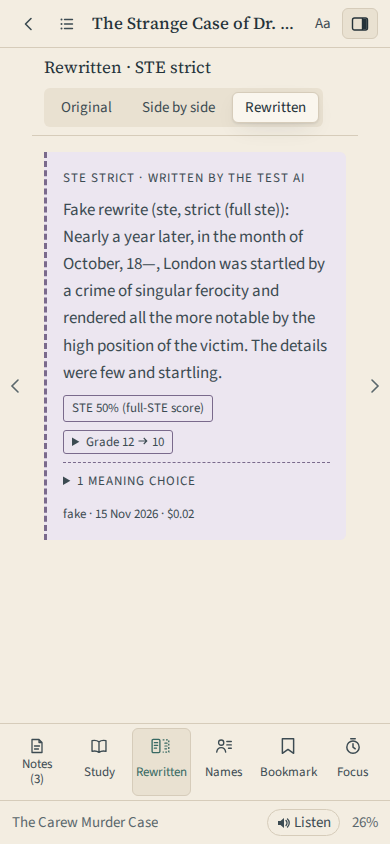 The Strange Case of Dr. ...
Aa
Rewritten · STE strict
Original
Side by side
Rewritten
STE STRICT · WRITTEN BY THE TEST AI
Fake rewrite (ste, strict (full ste)):
Nearly a year later, in the month of
October, 18—, London was startled by
a crime of singular ferocity and
rendered all the more notable by the
high position of the victim. The details
were few and startling.
STE 50% (full-STE score)
Grade 12 → 10
1 MEANING CHOICE
fake · 15 Nov 2026 · $0.02
Notes
(3)
Study
Rewritten
Names
Bookmark
Focus
The Carew Murder Case
Listen
26%